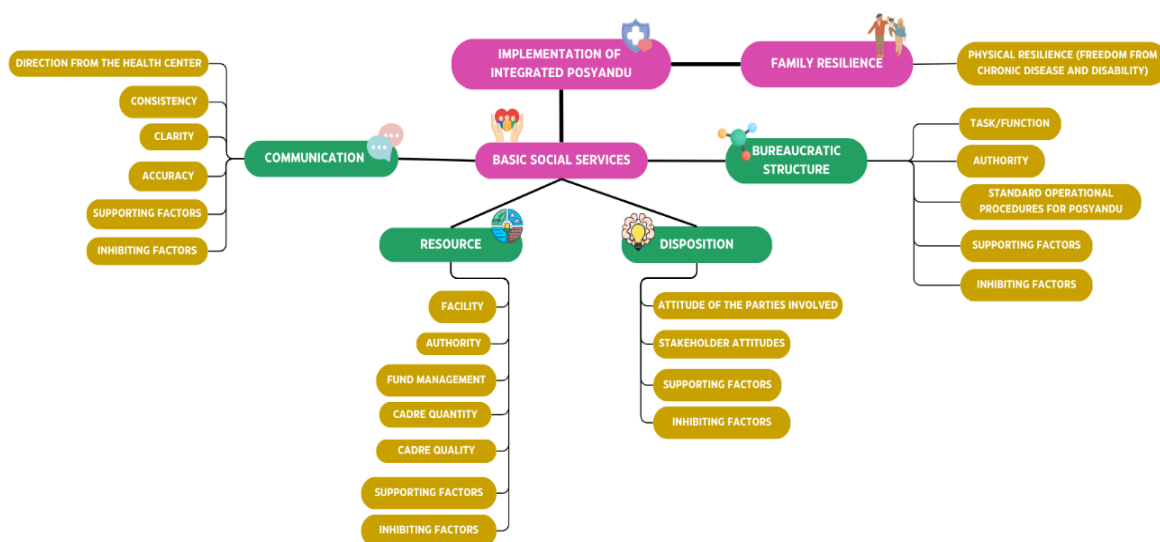 IMPLEMENTATION OF
INTEGRATED POSYANDU
FAMILY RESILIENCE
PHYSICAL RESILIENCE (FREEDOM FROM
CHRONIC DISEASE AND DISABILITY)
BASIC SOCIAL SERVICES
COMMUNICATION
DIRECTION FROM THE HEALTH CENTER
CONSISTENCY
CLARITY
ACCURACY
SUPPORTING FACTORS
INHIBITING FACTORS
RESOURCE
FACILITY
AUTHORITY
FUND MANAGEMENT
CADRE QUANTITY
CADRE QUALITY
SUPPORTING FACTORS
INHIBITING FACTORS
DISPOSITION
ATTITUDE OF THE PARTIES INVOLVED
STAKEHOLDER ATTITUDES
SUPPORTING FACTORS
INHIBITING FACTORS
BUREAUCRATIC
STRUCTURE
TASK/FUNCTION
AUTHORITY
STANDARD OPERATIONAL
PROCEDURES FOR POSYANDU
SUPPORTING FACTORS
INHIBITING FACTORS